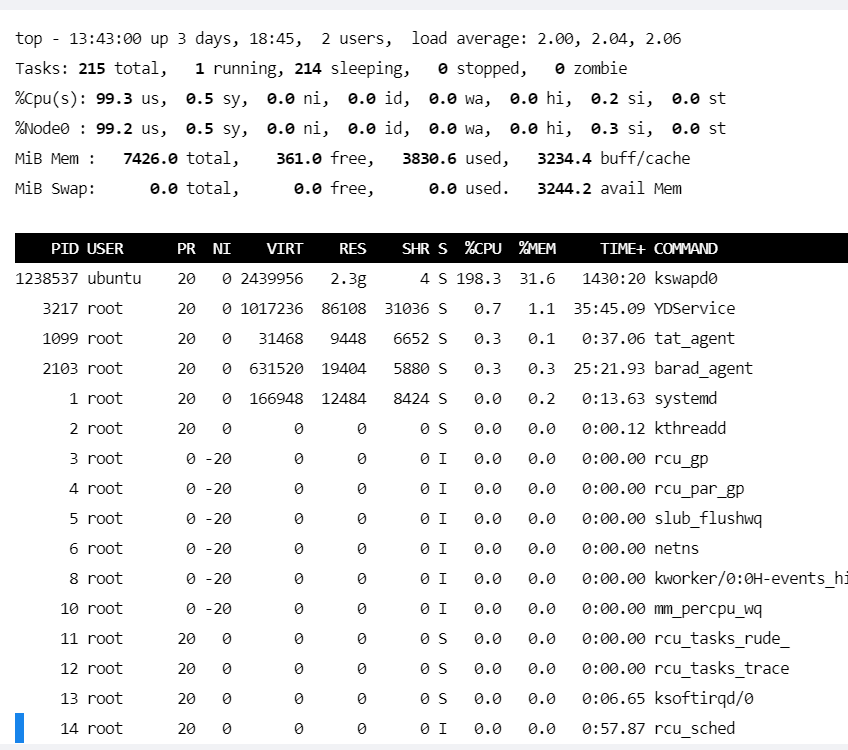 top - 13:43:00 up 3 days, 18:45,  2 users,  load average: 2.00, 2.04, 2.06
Tasks: 215 total,   1 running, 214 sleeping,   0 stopped,   0 zombie
%Cpu(s): 99.3 us,  0.5 sy,  0.0 ni,  0.0 id,  0.0 wa,  0.0 hi,  0.2 si,  0.0 st
%Node0 : 99.2 us,  0.5 sy,  0.0 ni,  0.0 id,  0.0 wa,  0.0 hi,  0.3 si,  0.0 st
MiB Mem :   7426.0 total,    361.0 free,   3830.6 used,   3234.4 buff/cache
MiB Swap:      0.0 total,      0.0 free,      0.0 used.   3244.2 avail Mem
    PID USER      PR  NI    VIRT    RES    SHR S  %CPU  %MEM     TIME+ COMMAND
1238537 ubuntu    20   0 2439956   2.3g      4 S 198.3  31.6   1430:20 kswapd0
   3217 root      20   0 1017236  86108  31036 S   0.7   1.1  35:45.09 YDService
   1099 root      20   0   31468   9448   6652 S   0.3   0.1   0:37.06 tat_agent
   2103 root      20   0  631520  19404   5880 S   0.3   0.3  25:21.93 barad_agent
      1 root      20   0  166948  12484   8424 S   0.0   0.2   0:13.63 systemd
      2 root      20   0       0      0      0 S   0.0   0.0   0:00.12 kthreadd
      3 root       0 -20       0      0      0 I   0.0   0.0   0:00.00 rcu_gp
      4 root       0 -20       0      0      0 I   0.0   0.0   0:00.00 rcu_par_gp
      5 root       0 -20       0      0      0 I   0.0   0.0   0:00.00 slub_flushwq
      6 root       0 -20       0      0      0 I   0.0   0.0   0:00.00 netns
      8 root       0 -20       0      0      0 I   0.0   0.0   0:00.00 kworker/0:0H-events_hi
     10 root       0 -20       0      0      0 I   0.0   0.0   0:00.00 mm_percpu_wq
     11 root      20   0       0      0      0 S   0.0   0.0   0:00.00 rcu_tasks_rude_
     12 root      20   0       0      0      0 S   0.0   0.0   0:00.00 rcu_tasks_trace
     13 root      20   0       0      0      0 S   0.0   0.0   0:06.65 ksoftirqd/0
     14 root      20   0       0      0      0 I   0.0   0.0   0:57.87 rcu_sched